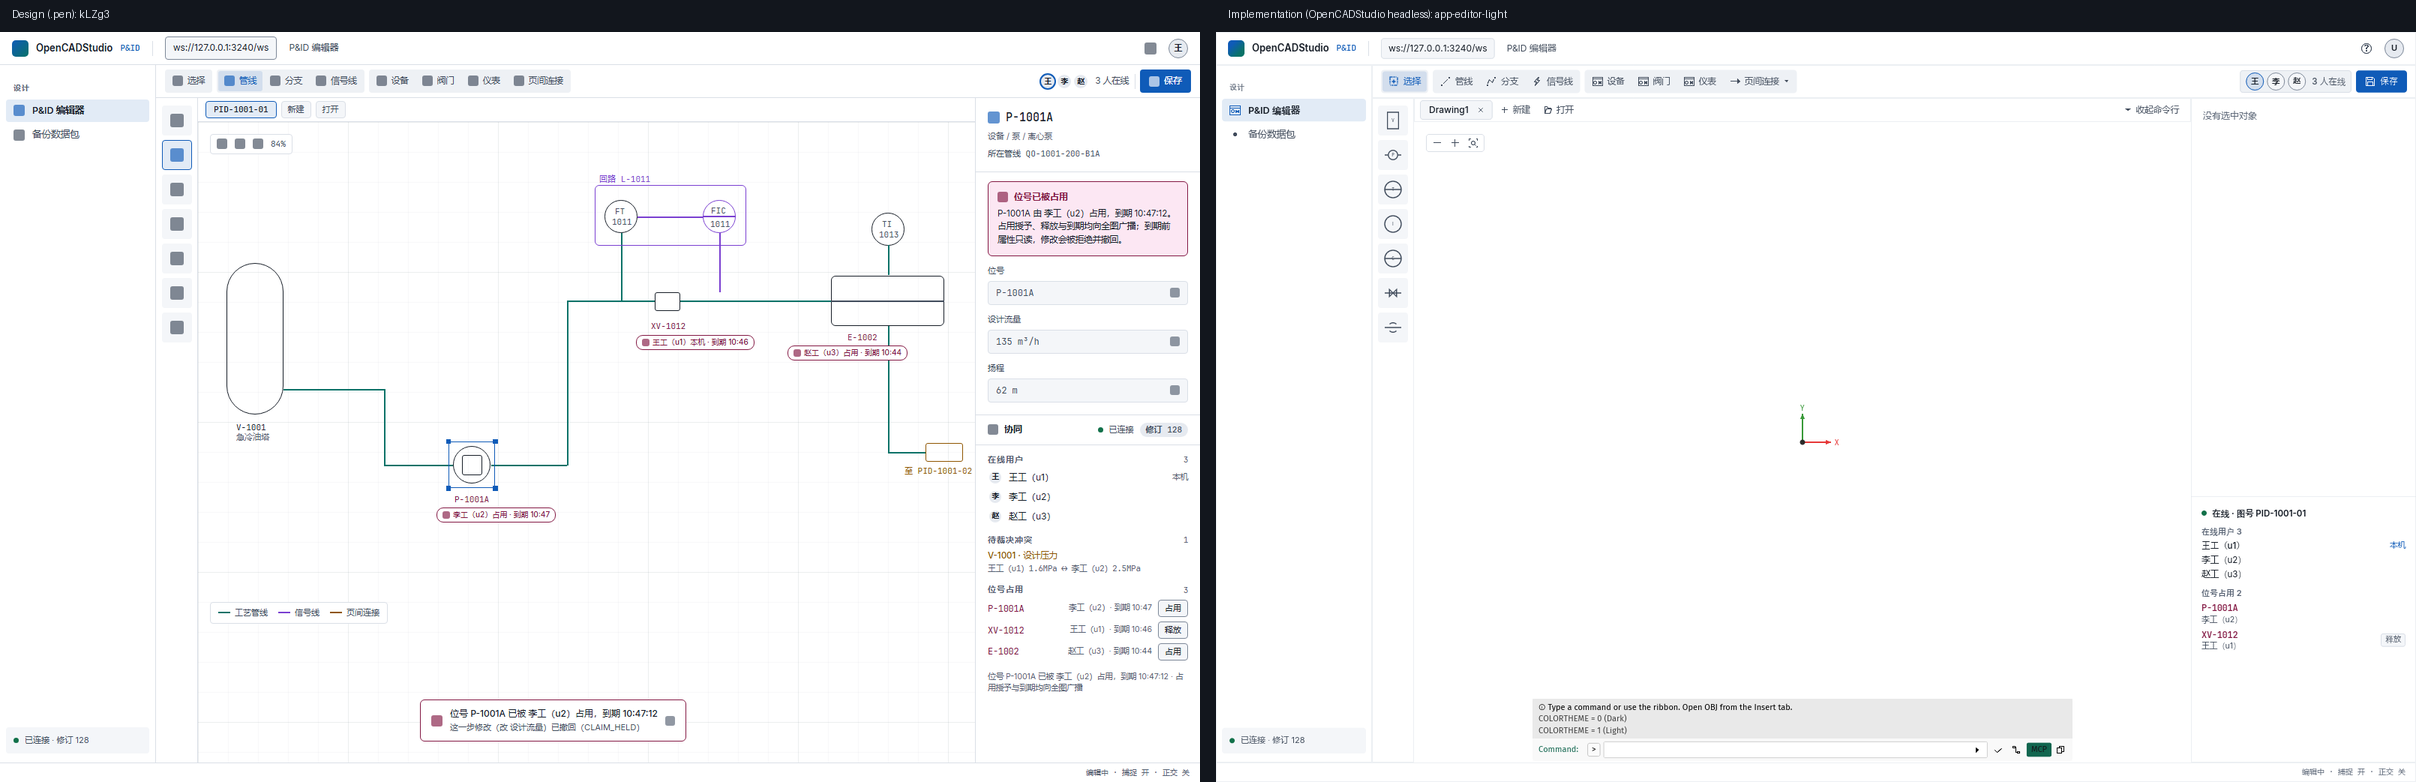 Design (.pen): kLZg3
OpenCADStudio P&ID
ws://127.0.0.1:3240/ws
P&ID 编辑器
王
设计
P&ID 编辑器
备份数据包
已连接 · 修订 128
选择
管线
分支
信号线
设备
阀门
仪表
页间连接
王 李 赵 3 人在线
保存
PID-1001-01
新建
打开
84%
回路 L-1011
FT
1011
FIC
1011
TI
1013
XV-1012
王工（u1）本机 · 到期 10:46
E-1002
赵工（u3）占用 · 到期 10:44
V-1001
急冷油塔
P-1001A
李工（u2）占用 · 到期 10:47
至 PID-1001-02
工艺管线
信号线
页间连接
位号 P-1001A 已被 李工（u2）占用，到期 10:47:12
这一步修改（改 设计流量）已撤回（CLAIM_HELD）
P-1001A
设备 / 泵 / 离心泵
所在管线 QO-1001-200-B1A
位号已被占用
P-1001A 由 李工（u2）占用，到期 10:47:12。
占用授予、释放与到期均向全图广播；到期前
属性只读，修改会被拒绝并撤回。
位号
P-1001A
设计流量
135 m³/h
扬程
62 m
协同
已连接
修订 128
在线用户 3
王 王工（u1） 本机
李 李工（u2）
赵 赵工（u3）
待裁决冲突 1
V-1001 · 设计压力
王工（u1）1.6MPa ↔ 李工（u2）2.5MPa
位号占用 3
P-1001A 李工（u2）· 到期 10:47 占用
XV-1012 王工（u1）· 到期 10:46 释放
E-1002 赵工（u3）· 到期 10:44 占用
位号 P-1001A 已被 李工（u2）占用，到期 10:47:12 · 占
用授予与到期均向全图广播
编辑中 · 捕捉 开 · 正交 关
Implementation (OpenCADStudio headless): app-editor-light
OpenCADStudio P&ID
ws://127.0.0.1:3240/ws
P&ID 编辑器
U
设计
P&ID 编辑器
备份数据包
已连接 · 修订 128
选择
管线
分支
信号线
设备
阀门
仪表
页间连接
王 李 赵 3 人在线
保存
Drawing1 ×
+ 新建
打开
收起命令行
Y
X
Type a command or use the ribbon. Open OBJ from the Insert tab.
COLORTHEME = 0 (Dark)
COLORTHEME = 1 (Light)
Command: >
MCP
没有选中对象
在线 · 图号 PID-1001-01
在线用户 3
王工（u1） 本机
李工（u2）
赵工（u3）
位号占用 2
P-1001A
李工（u2）
XV-1012
王工（u1）
释放
编辑中 · 捕捉 开 · 正交 关